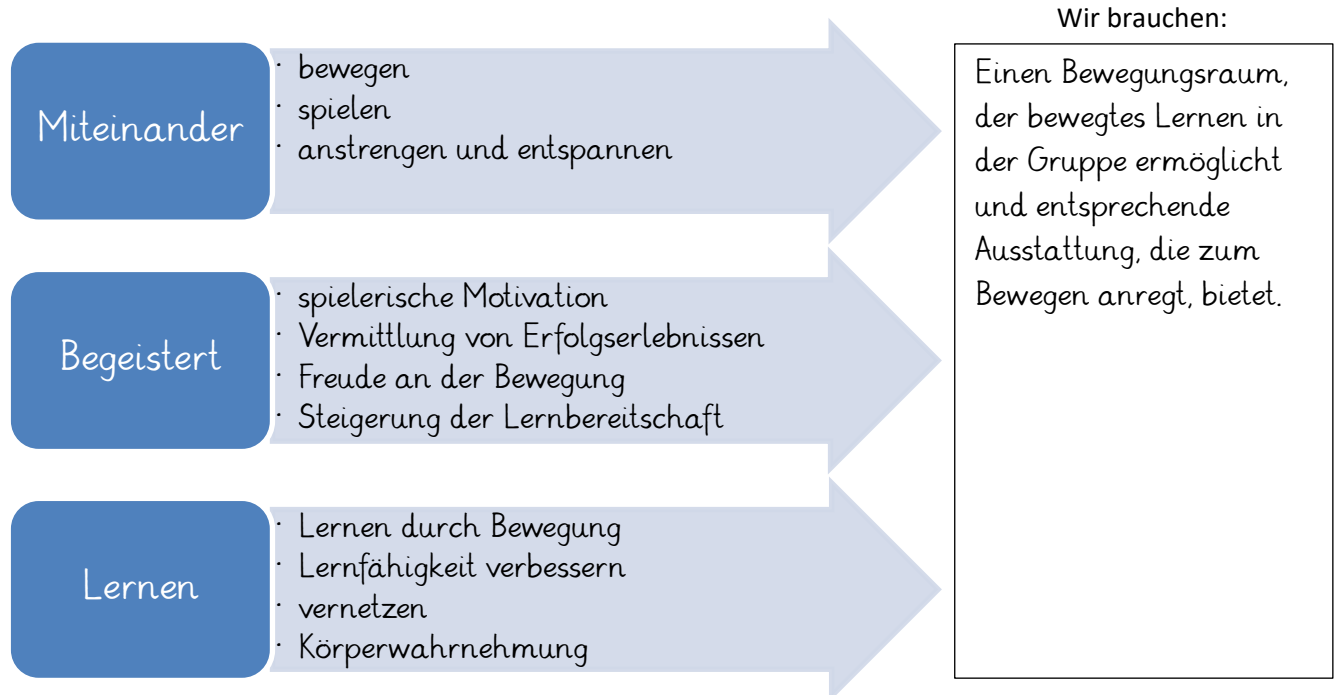 Miteinander
· bewegen
· spielen
· anstrengen und entspannen
Begeistert
· spielerische Motivation
· Vermittlung von Erfolgserlebnissen
· Freude an der Bewegung
· Steigerung der Lernbereitschaft
Lernen
· Lernen durch Bewegung
· Lernfähigkeit verbessern
· vernetzen
· Körperwahrnehmung
Wir brauchen:
Einen Bewegungsraum,
der bewegtes Lernen in
der Gruppe ermöglicht
und entsprechende
Ausstattung, die zum
Bewegen anregt, bietet.